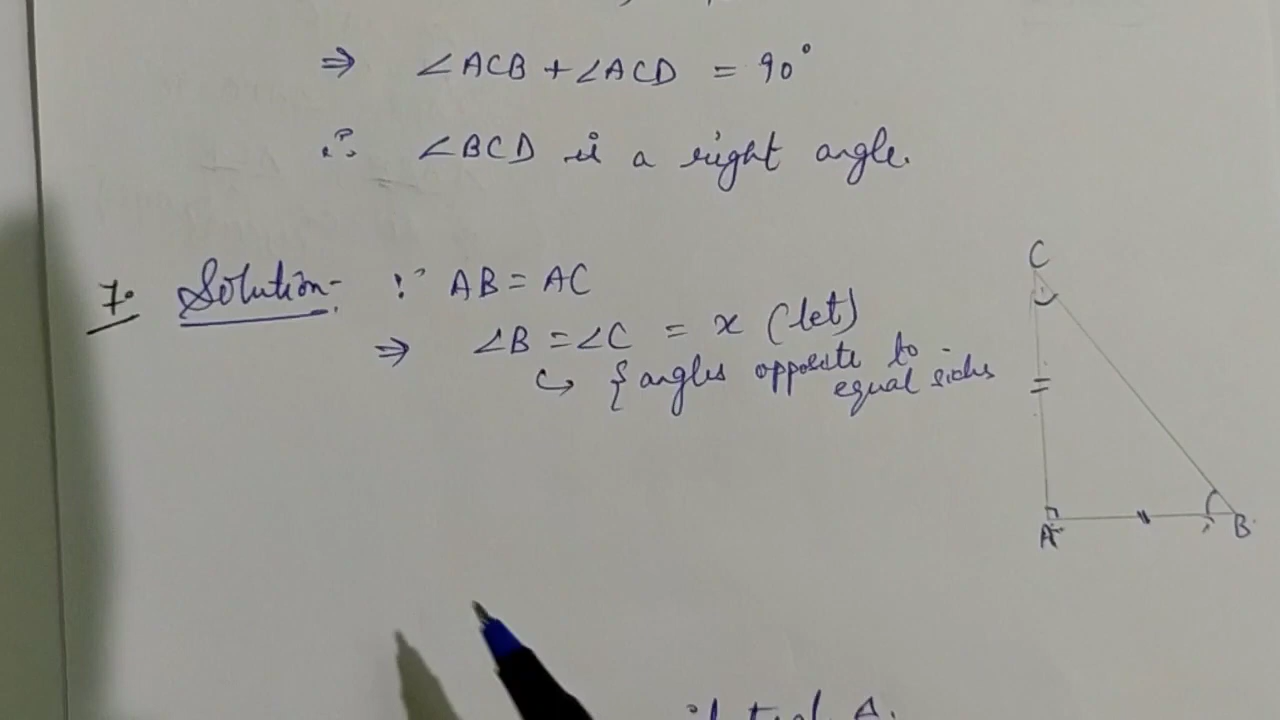 ⇒ ∠ACB + ∠ACD = 90°
∴ ∠BCD is a right angle.
7. Solution- ∵ AB = AC
⇒ ∠B = ∠C = x (let)
↪ { angles opposite to
equal sides
C
A
B